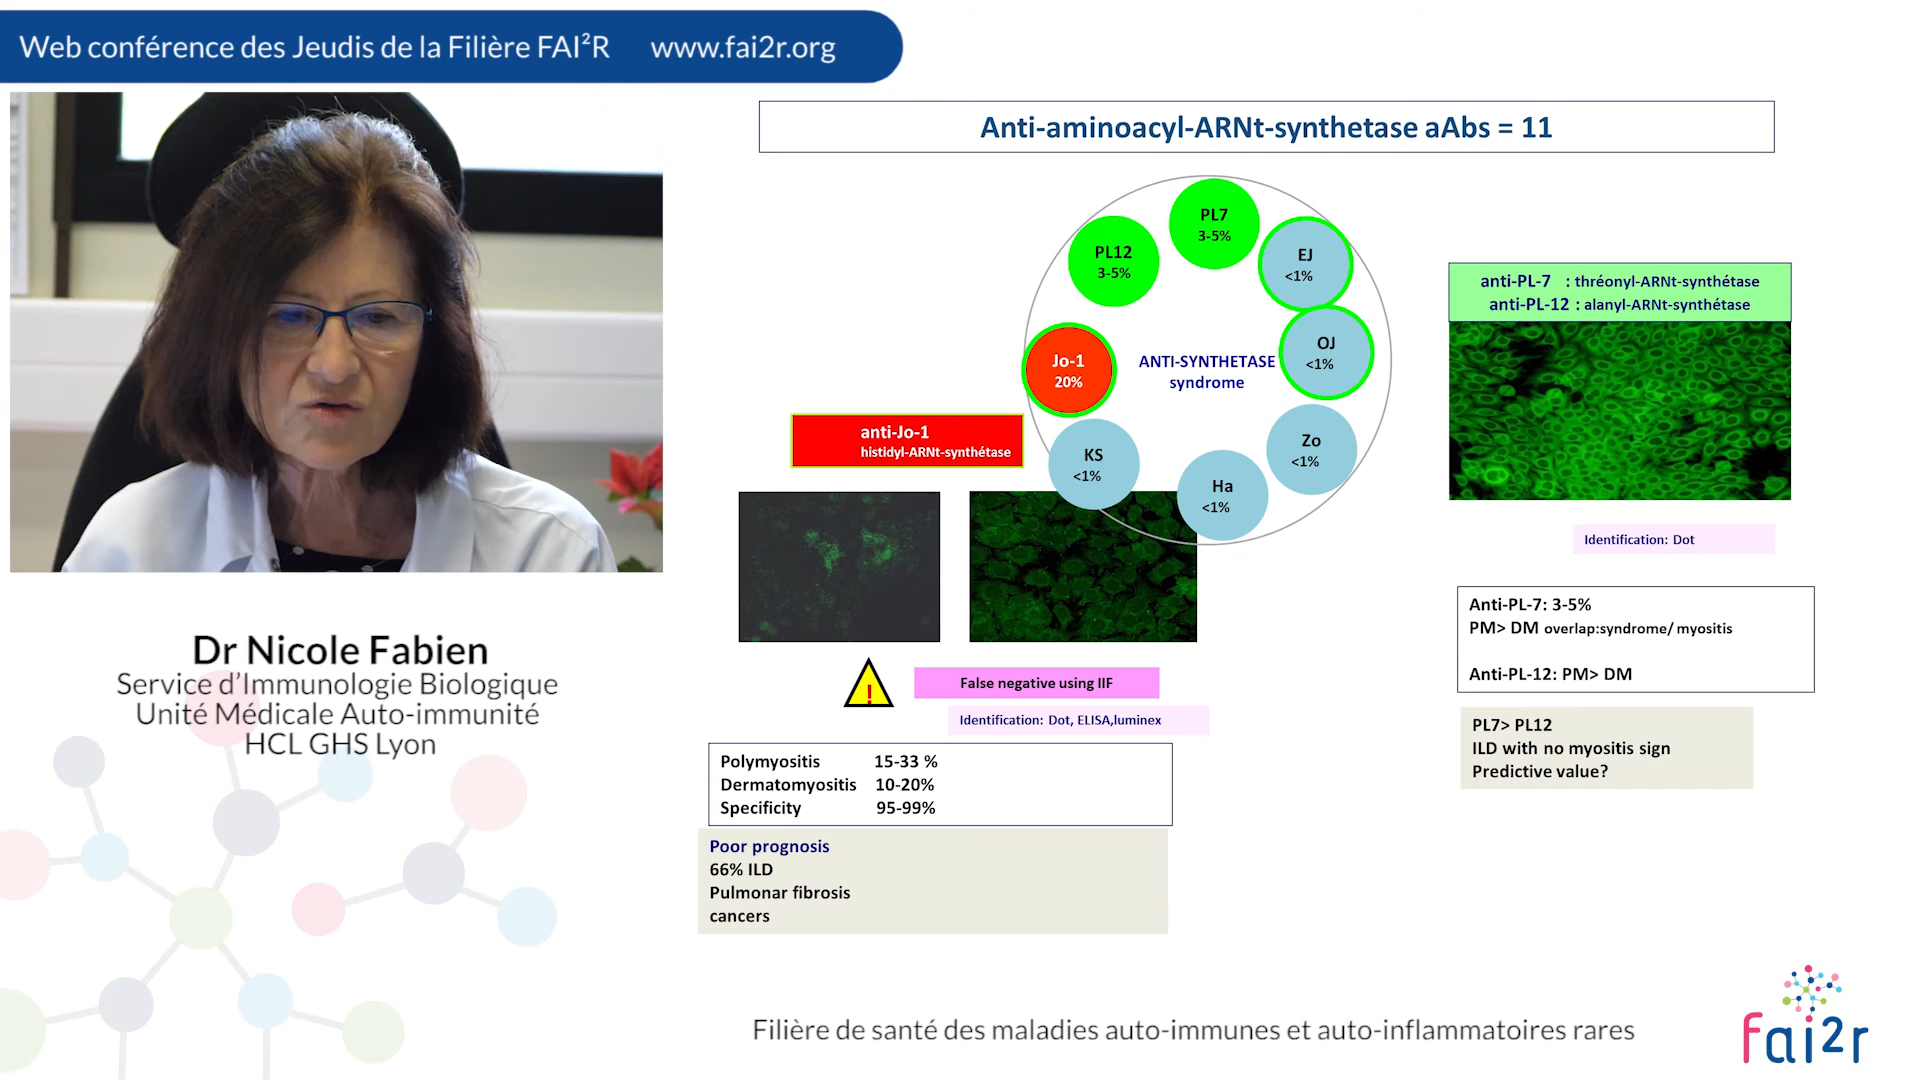 Web conférence des Jeudis de la Filière FAI²R www.fai2r.org
Anti-aminoacyl-ARNt-synthetase aAbs = 11
PL7
3-5%
PL12
3-5%
EJ
<1%
Jo-1
20%
ANTI-SYNTHETASE
syndrome
OJ
<1%
KS
<1%
Ha
<1%
Zo
<1%
anti-Jo-1
histidyl-ARNt-synthétase
anti-PL-7 : thréonyl-ARNt-synthétase
anti-PL-12 : alanyl-ARNt-synthétase
Identification: Dot
!
False negative using IIF
Identification: Dot, ELISA,luminex
Polymyositis 15-33 %
Dermatomyositis 10-20%
Specificity 95-99%
Poor prognosis
66% ILD
Pulmonar fibrosis
cancers
Anti-PL-7: 3-5%
PM> DM overlap:syndrome/ myositis
Anti-PL-12: PM> DM
PL7> PL12
ILD with no myositis sign
Predictive value?
Dr Nicole Fabien
Service d'Immunologie Biologique
Unité Médicale Auto-immunité
HCL GHS Lyon
Filière de santé des maladies auto-immunes et auto-inflammatoires rares
fai2r